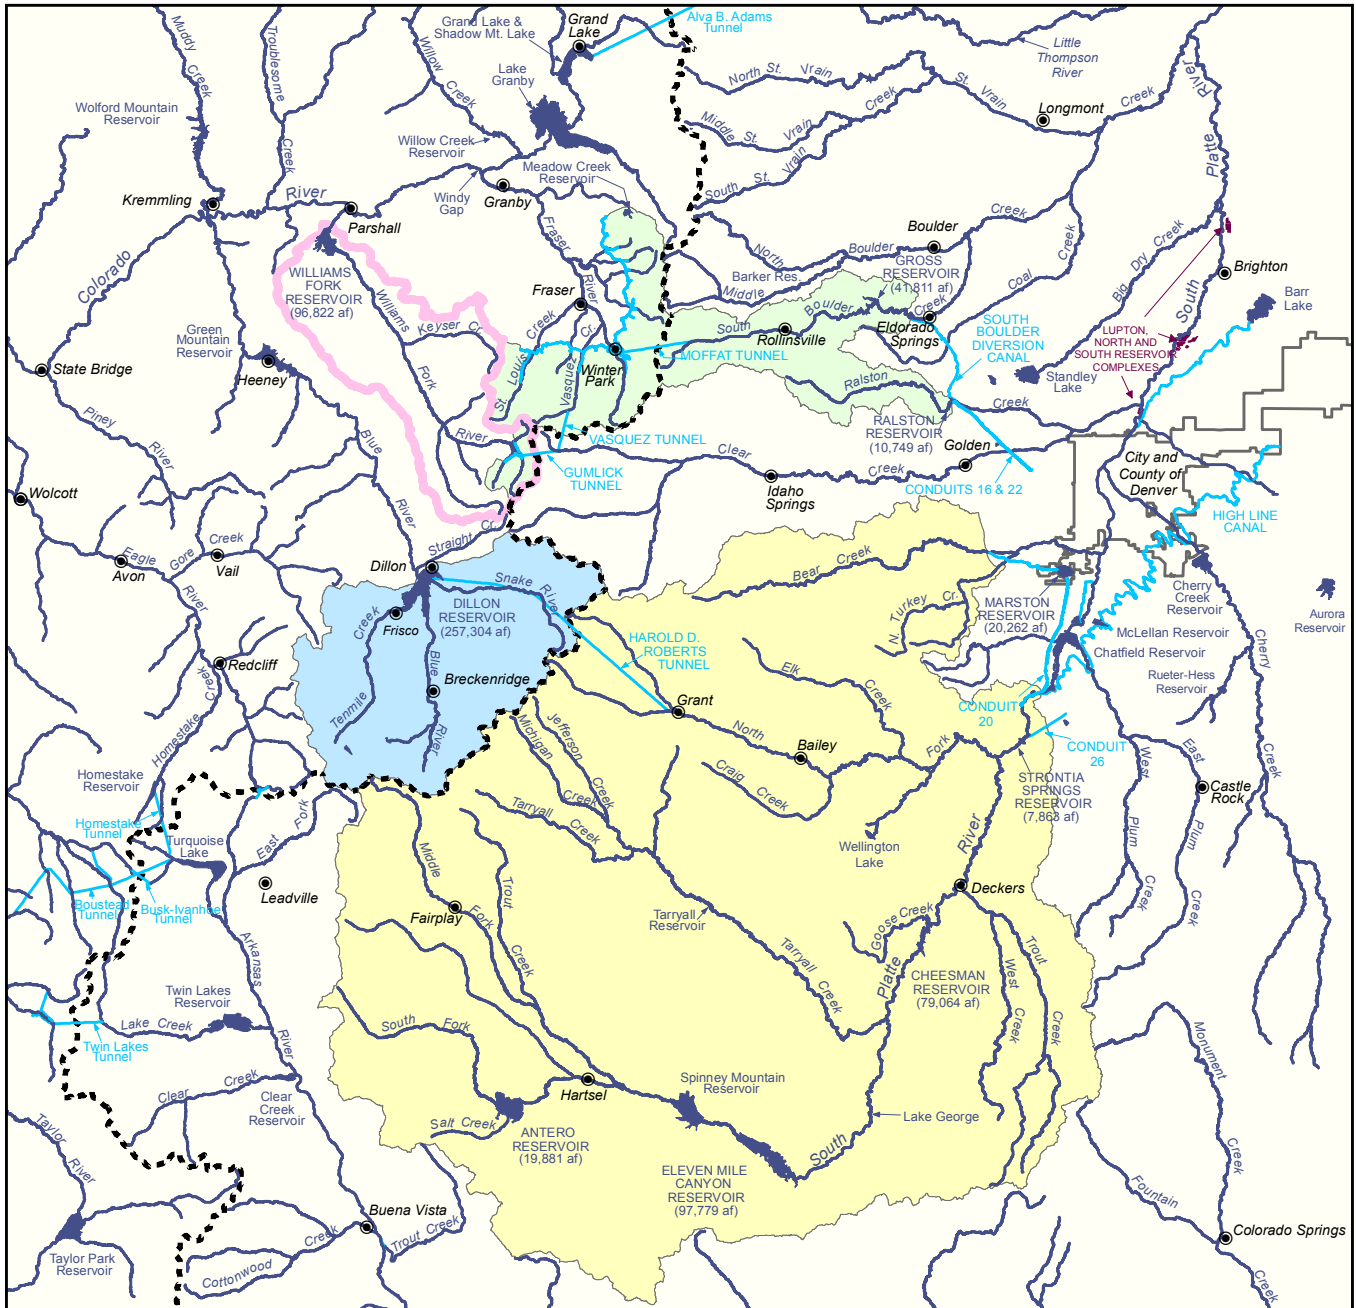 Muddy
Creek
Troublesome
Creek
Willow
Creek
Grand Lake &
Shadow Mt. Lake
Grand
Lake
Alva B. Adams
Tunnel
Little
Thompson
River
Wolford Mountain
Reservoir
Lake
Granby
North St. Vrain
St.
Vrain
Creek
Longmont
River
Platte
South
Willow Creek
Reservoir
Meadow Creek
Reservoir
Middle St. Vrain Creek
South St. Vrain
Kremmling
River
Parshall
Windy
Gap
Granby
Colorado
WILLIAMS
FORK
RESERVOIR
(96,822 af)
Fraser
River
Fraser
North
Boulder
Creek
Boulder
Barker Res.
Middle
GROSS
RESERVOIR
(41,811 af)
Coal
Creek
Big Dry Creek
Brighton
Barr
Lake
Green
Mountain
Reservoir
Heeney
State Bridge
Williams
Fork
River
Keyser Cr.
St. Louis
Creek
Vasquez
Cr.
Winter
Park
MOFFAT TUNNEL
South
Boulder
Creek
Rollinsville
Eldorado
Springs
SOUTH
BOULDER
DIVERSION
CANAL
Standley
Lake
LUPTON,
NORTH AND
SOUTH RESERVOIR
COMPLEXES
Ralston
Creek
RALSTON
RESERVOIR
(10,749 af)
Golden
Piney
River
Blue
River
VASQUEZ TUNNEL
GUMLICK
TUNNEL
Clear
Creek
Idaho
Springs
CONDUITS 16 & 22
City and
County of
Denver
HIGH LINE
CANAL
Wolcott
Eagle
River
Avon
Gore Creek
Vail
Straight Cr.
Dillon
Snake
River
DILLON
RESERVOIR
(257,304 af)
Frisco
Tenmile
Creek
Blue
River
Breckenridge
HAROLD D.
ROBERTS
TUNNEL
Bear Creek
N. Turkey Cr.
MARSTON
RESERVOIR
(20,262 af)
Cherry
Creek
Reservoir
Aurora
Reservoir
McLellan Reservoir
Chatfield Reservoir
Rueter-Hess
Reservoir
Cherry
Creek
Redcliff
Homestake
Creek
Grant
North
Fork
Elk
Creek
Bailey
Craig
Creek
CONDUIT
20
CONDUIT
26
STRONTIA
SPRINGS
RESERVOIR
(7,863 af)
West
Plum
Creek
East
Plum
Creek
Castle
Rock
Homestake
Reservoir
Homestake
Tunnel
Turquoise
Lake
East
Fork
Boustead
Tunnel
Busk-Ivanhoe
Tunnel
Leadville
Michigan
Creek
Jefferson
Creek
Tarryall
Creek
Middle
Fork
Fairplay
Trout
Creek
Wellington
Lake
River
Deckers
Goose Creek
Tarryall
Reservoir
Tarryall
Creek
Platte
CHEESMAN
RESERVOIR
(79,064 af)
West
Creek
Trout
Creek
Arkansas
River
Twin Lakes
Reservoir
Lake Creek
Twin Lakes
Tunnel
Clear Creek
Clear
Creek
Reservoir
South Fork
Hartsel
Salt Creek
ANTERO
RESERVOIR
(19,881 af)
Spinney Mountain
Reservoir
Lake George
South
ELEVEN MILE
CANYON
RESERVOIR
(97,779 af)
Monument
Creek
Fountain
Creek
Colorado Springs
Taylor
River
Taylor Park
Reservoir
Buena Vista
Trout Creek
Cottonwood
Creek